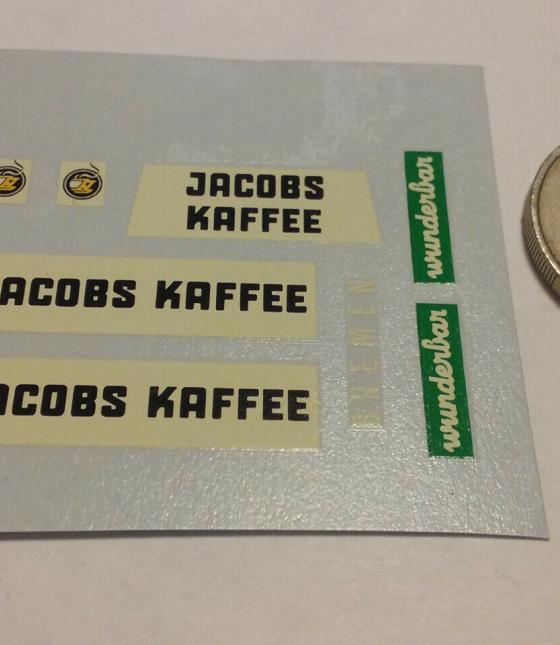 JACOBS
KAFFEE
ACOBS KAFFEE
ACOBS KAFFEE
BREMEN
wunderbar
wunderbar